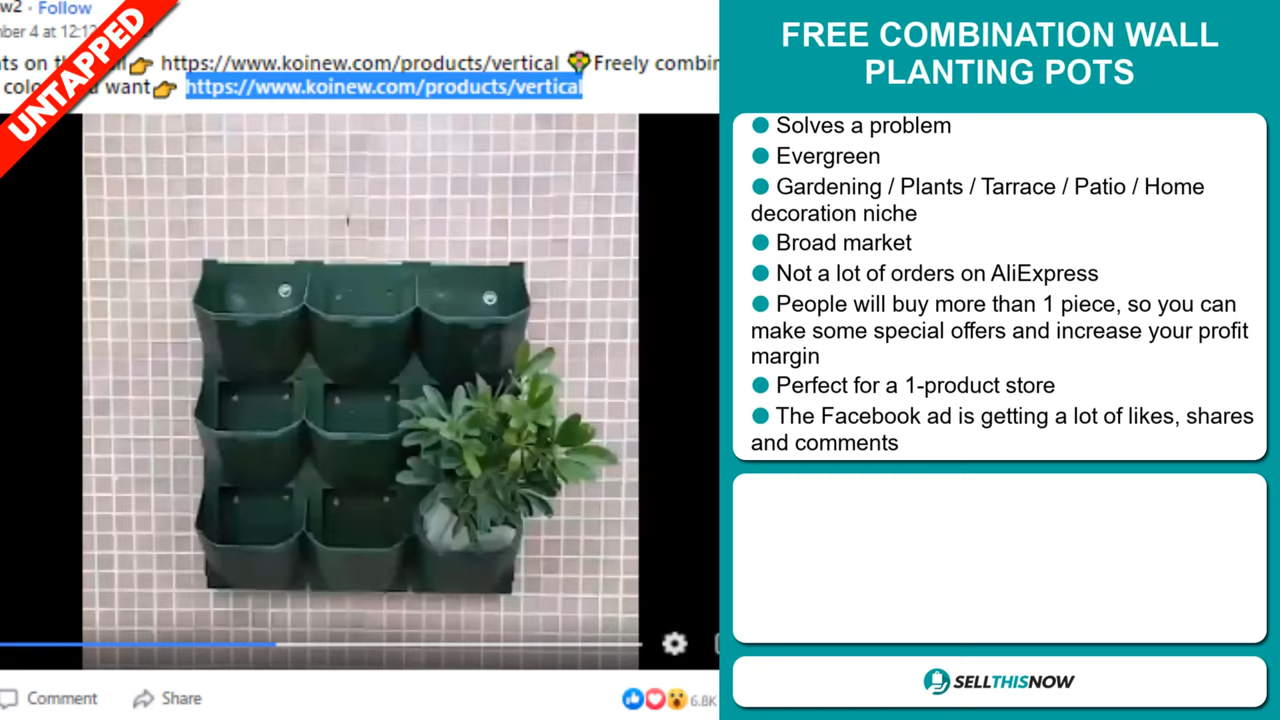 w2 · Follow
ber 4 at 12:12
UNTAPPED
ts on th https://www.koinew.com/products/vertical Freely combin
colo want https://www.koinew.com/products/vertical
Comment
Share
6.8K
FREE COMBINATION WALL
PLANTING POTS
Solves a problem
Evergreen
Gardening / Plants / Tarrace / Patio / Home
decoration niche
Broad market
Not a lot of orders on AliExpress
People will buy more than 1 piece, so you can
make some special offers and increase your profit
margin
Perfect for a 1-product store
The Facebook ad is getting a lot of likes, shares
and comments
SELLTHISNOW